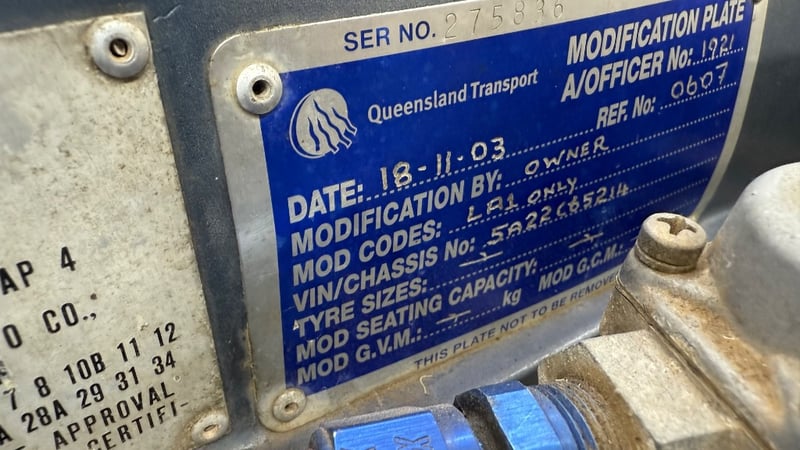 SER NO. 275836
MODIFICATION PLATE
A/OFFICER No: 1921
REF. No: 0607
Queensland Transport
DATE: 18-11-03
MODIFICATION BY: OWNER
MOD CODES: LA1 ONLY
VIN/CHASSIS No: 5A22C65214
TYRE SIZES:
MOD SEATING CAPACITY:
MOD G.V.M.: kg MOD G.C.M.:
THIS PLATE NOT TO BE REMOVE
AP 4
O CO.,
7 8 10B 11 12
A 28A 29 31 34
APPROVAL
CERTIFI-